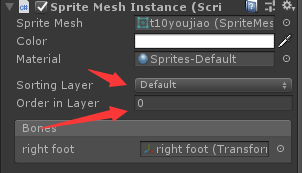 Sprite Mesh Instance (Scri
Sprite Mesh t10youjiao (SpriteMes
Color
Material Sprites-Default
Sorting Layer Default
Order in Layer 0
Bones
right foot right foot (Transform